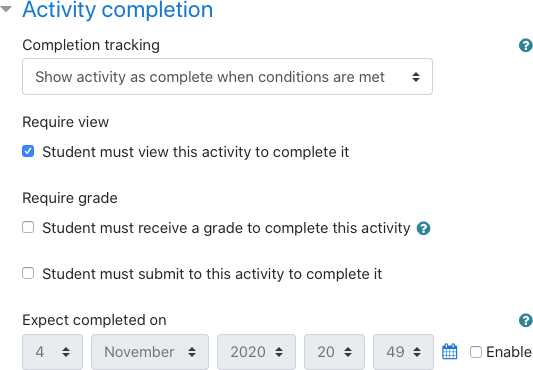 Activity completion
Completion tracking ?
Show activity as complete when conditions are met
Require view
Student must view this activity to complete it
Require grade
Student must receive a grade to complete this activity ?
Student must submit to this activity to complete it
Expect completed on ?
4 November 2020 20 49 Enable